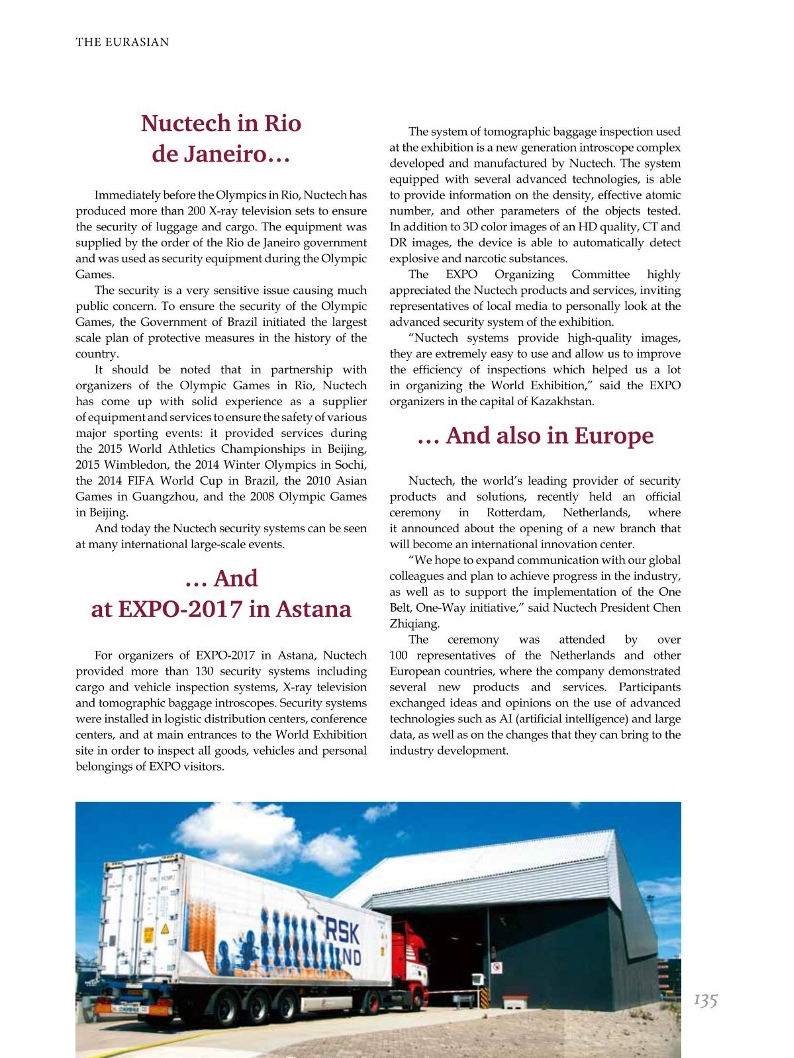 THE EURASIAN
Nuctech in Rio
de Janeiro…
Immediately before the Olympics in Rio, Nuctech has
produced more than 200 X-ray television sets to ensure
the security of luggage and cargo. The equipment was
supplied by the order of the Rio de Janeiro government
and was used as security equipment during the Olympic
Games.
The security is a very sensitive issue causing much
public concern. To ensure the security of the Olympic
Games, the Government of Brazil initiated the largest
scale plan of protective measures in the history of the
country.
It should be noted that in partnership with
organizers of the Olympic Games in Rio, Nuctech
has come up with solid experience as a supplier
of equipment and services to ensure the safety of various
major sporting events: it provided services during
the 2015 World Athletics Championships in Beijing,
2015 Wimbledon, the 2014 Winter Olympics in Sochi,
the 2014 FIFA World Cup in Brazil, the 2010 Asian
Games in Guangzhou, and the 2008 Olympic Games
in Beijing.
And today the Nuctech security systems can be seen
at many international large-scale events.
… And
at EXPO-2017 in Astana
For organizers of EXPO-2017 in Astana, Nuctech
provided more than 130 security systems including
cargo and vehicle inspection systems, X-ray television
and tomographic baggage introscopes. Security systems
were installed in logistic distribution centers, conference
centers, and at main entrances to the World Exhibition
site in order to inspect all goods, vehicles and personal
belongings of EXPO visitors.
The system of tomographic baggage inspection used
at the exhibition is a new generation introscope complex
developed and manufactured by Nuctech. The system
equipped with several advanced technologies, is able
to provide information on the density, effective atomic
number, and other parameters of the objects tested.
In addition to 3D color images of an HD quality, CT and
DR images, the device is able to automatically detect
explosive and narcotic substances.
The EXPO Organizing Committee highly
appreciated the Nuctech products and services, inviting
representatives of local media to personally look at the
advanced security system of the exhibition.
“Nuctech systems provide high-quality images,
they are extremely easy to use and allow us to improve
the efficiency of inspections which helped us a lot
in organizing the World Exhibition,” said the EXPO
organizers in the capital of Kazakhstan.
… And also in Europe
Nuctech, the world’s leading provider of security
products and solutions, recently held an official
ceremony in Rotterdam, Netherlands, where
it announced about the opening of a new branch that
will become an international innovation center.
“We hope to expand communication with our global
colleagues and plan to achieve progress in the industry,
as well as to support the implementation of the One
Belt, One-Way initiative,” said Nuctech President Chen
Zhiqiang.
The ceremony was attended by over
100 representatives of the Netherlands and other
European countries, where the company demonstrated
several new products and services. Participants
exchanged ideas and opinions on the use of advanced
technologies such as AI (artificial intelligence) and large
data, as well as on the changes that they can bring to the
industry development.
RSK
ND
135